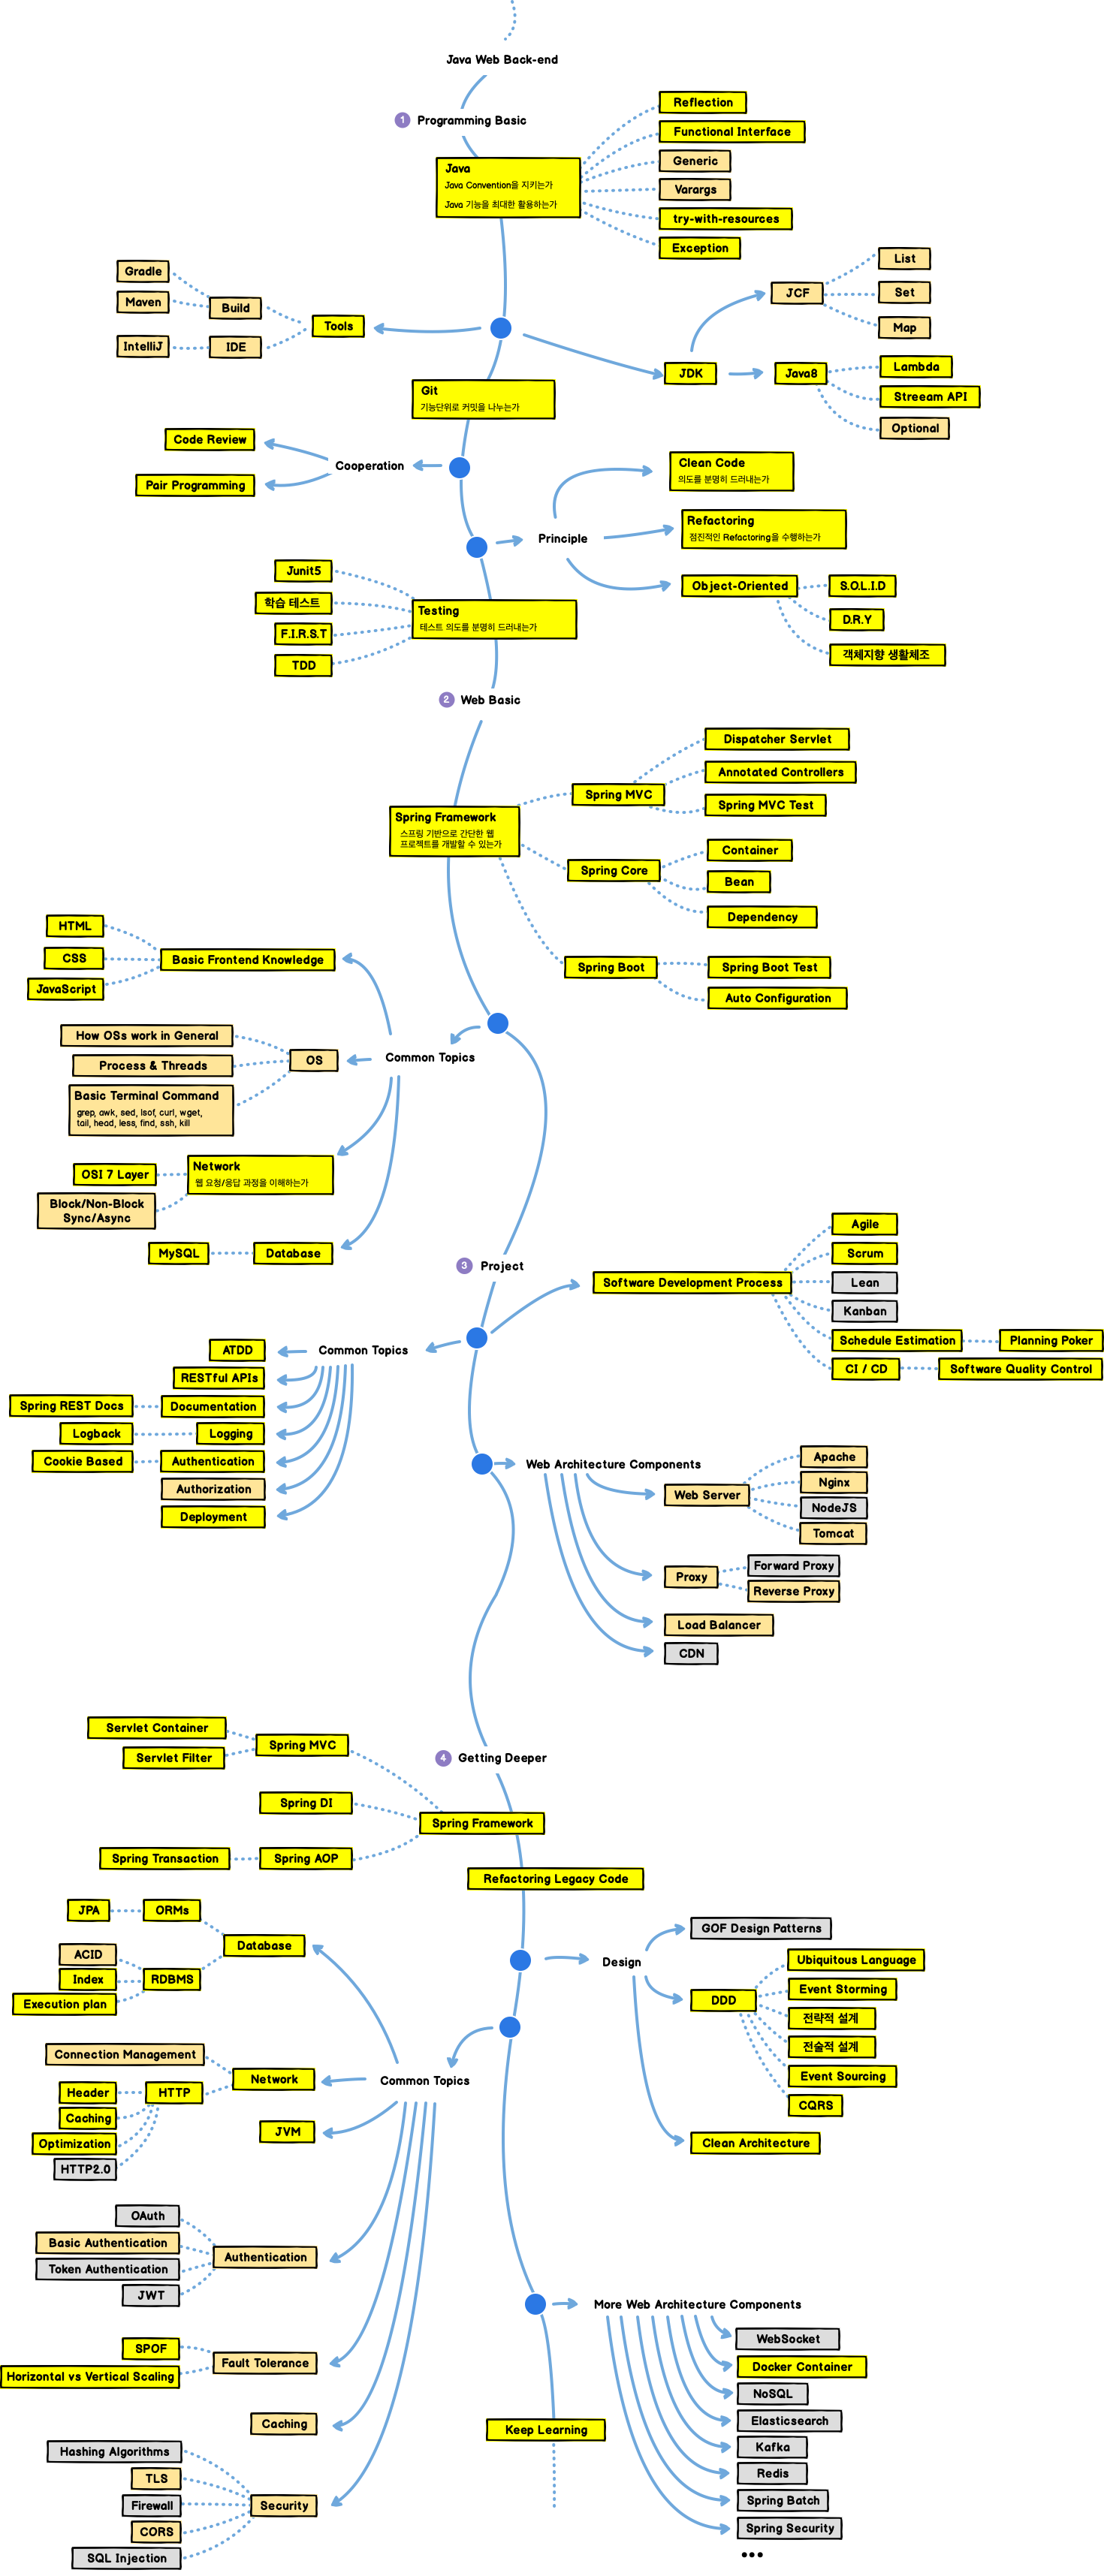 Java Web Back-end
1 Programming Basic
Java
Java Convention을 지키는가
Java 기능을 최대한 활용하는가
Reflection
Functional Interface
Generic
Varargs
try-with-resources
Exception
Gradle
Maven
Build
IntelliJ
IDE
Tools
JDK
JCF
List
Set
Map
Java8
Lambda
Streeam API
Optional
Git
기능단위로 커밋을 나누는가
Code Review
Pair Programming
Cooperation
Principle
Clean Code
의도를 분명히 드러내는가
Refactoring
점진적인 Refactoring을 수행하는가
Object-Oriented
S.O.L.I.D
D.R.Y
객체지향 생활체조
Junit5
학습 테스트
F.I.R.S.T
TDD
Testing
테스트 의도를 분명히 드러내는가
2 Web Basic
Spring Framework
스프링 기반으로 간단한 웹
프로젝트를 개발할 수 있는가
Spring MVC
Dispatcher Servlet
Annotated Controllers
Spring MVC Test
Spring Core
Container
Bean
Dependency
Spring Boot
Spring Boot Test
Auto Configuration
HTML
CSS
JavaScript
Basic Frontend Knowledge
Common Topics
How OSs work in General
Process & Threads
Basic Terminal Command
grep, awk, sed, lsof, curl, wget,
tail, head, less, find, ssh, kill
OS
Network
웹 요청/응답 과정을 이해하는가
OSI 7 Layer
Block/Non-Block
Sync/Async
MySQL
Database
3 Project
Software Development Process
Agile
Scrum
Lean
Kanban
Schedule Estimation
Planning Poker
CI / CD
Software Quality Control
Common Topics
ATDD
RESTful APIs
Spring REST Docs
Documentation
Logback
Logging
Cookie Based
Authentication
Authorization
Deployment
Web Architecture Components
Web Server
Apache
Nginx
NodeJS
Tomcat
Proxy
Forward Proxy
Reverse Proxy
Load Balancer
CDN
4 Getting Deeper
Servlet Container
Servlet Filter
Spring MVC
Spring DI
Spring Framework
Spring Transaction
Spring AOP
Refactoring Legacy Code
JPA
ORMs
Database
ACID
Index
Execution plan
RDBMS
Design
GOF Design Patterns
DDD
Ubiquitous Language
Event Storming
전략적 설계
전술적 설계
Event Sourcing
CQRS
Clean Architecture
Common Topics
Connection Management
Network
Header
HTTP
Caching
Optimization
HTTP2.0
JVM
OAuth
Basic Authentication
Token Authentication
JWT
Authentication
SPOF
Horizontal vs Vertical Scaling
Fault Tolerance
Caching
Hashing Algorithms
TLS
Firewall
CORS
SQL Injection
Security
More Web Architecture Components
WebSocket
Docker Container
NoSQL
Elasticsearch
Kafka
Redis
Spring Batch
Spring Security
•••
Keep Learning